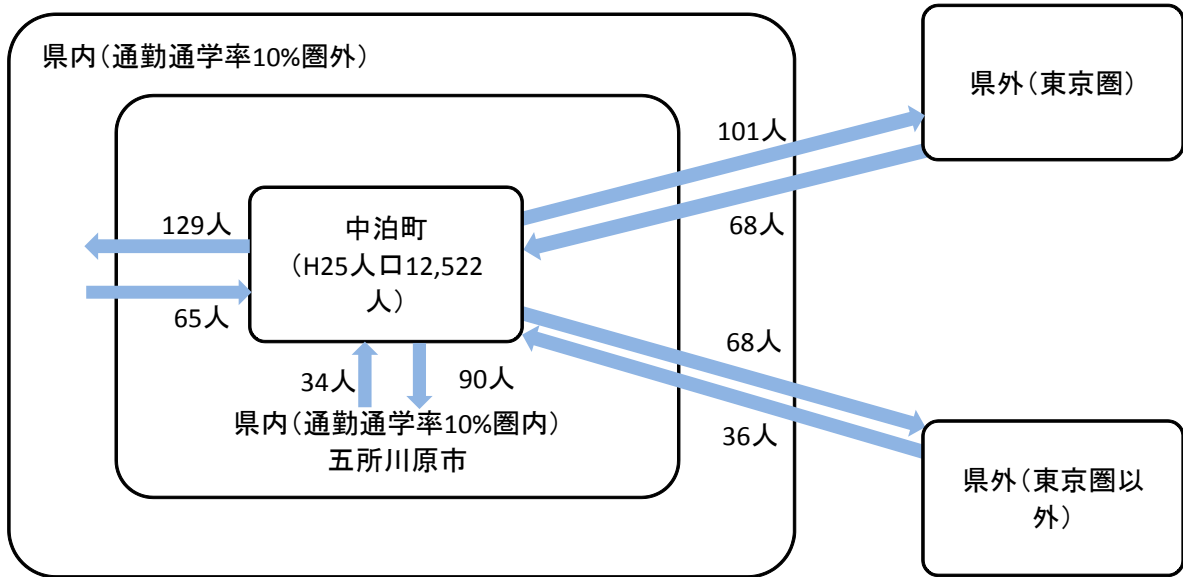 県内（通勤通学率10%圏外）
県外（東京圏）
101人
68人
129人
中泊町
（H25人口12,522
人）
65人
34人
90人
68人
36人
県内（通勤通学率10%圏内）
五所川原市
県外（東京圏以
外）